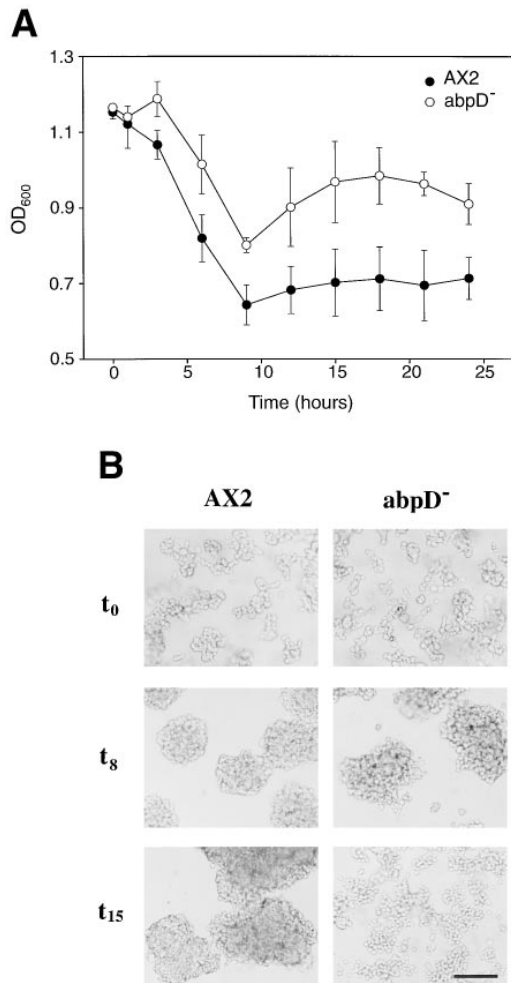 A
1.3
1.1
0.9
0.7
0.5
OD600
AX2
abpD-
0 5 10 15 20 25
Time (hours)
B
AX2 abpD-
t0
t8
t15